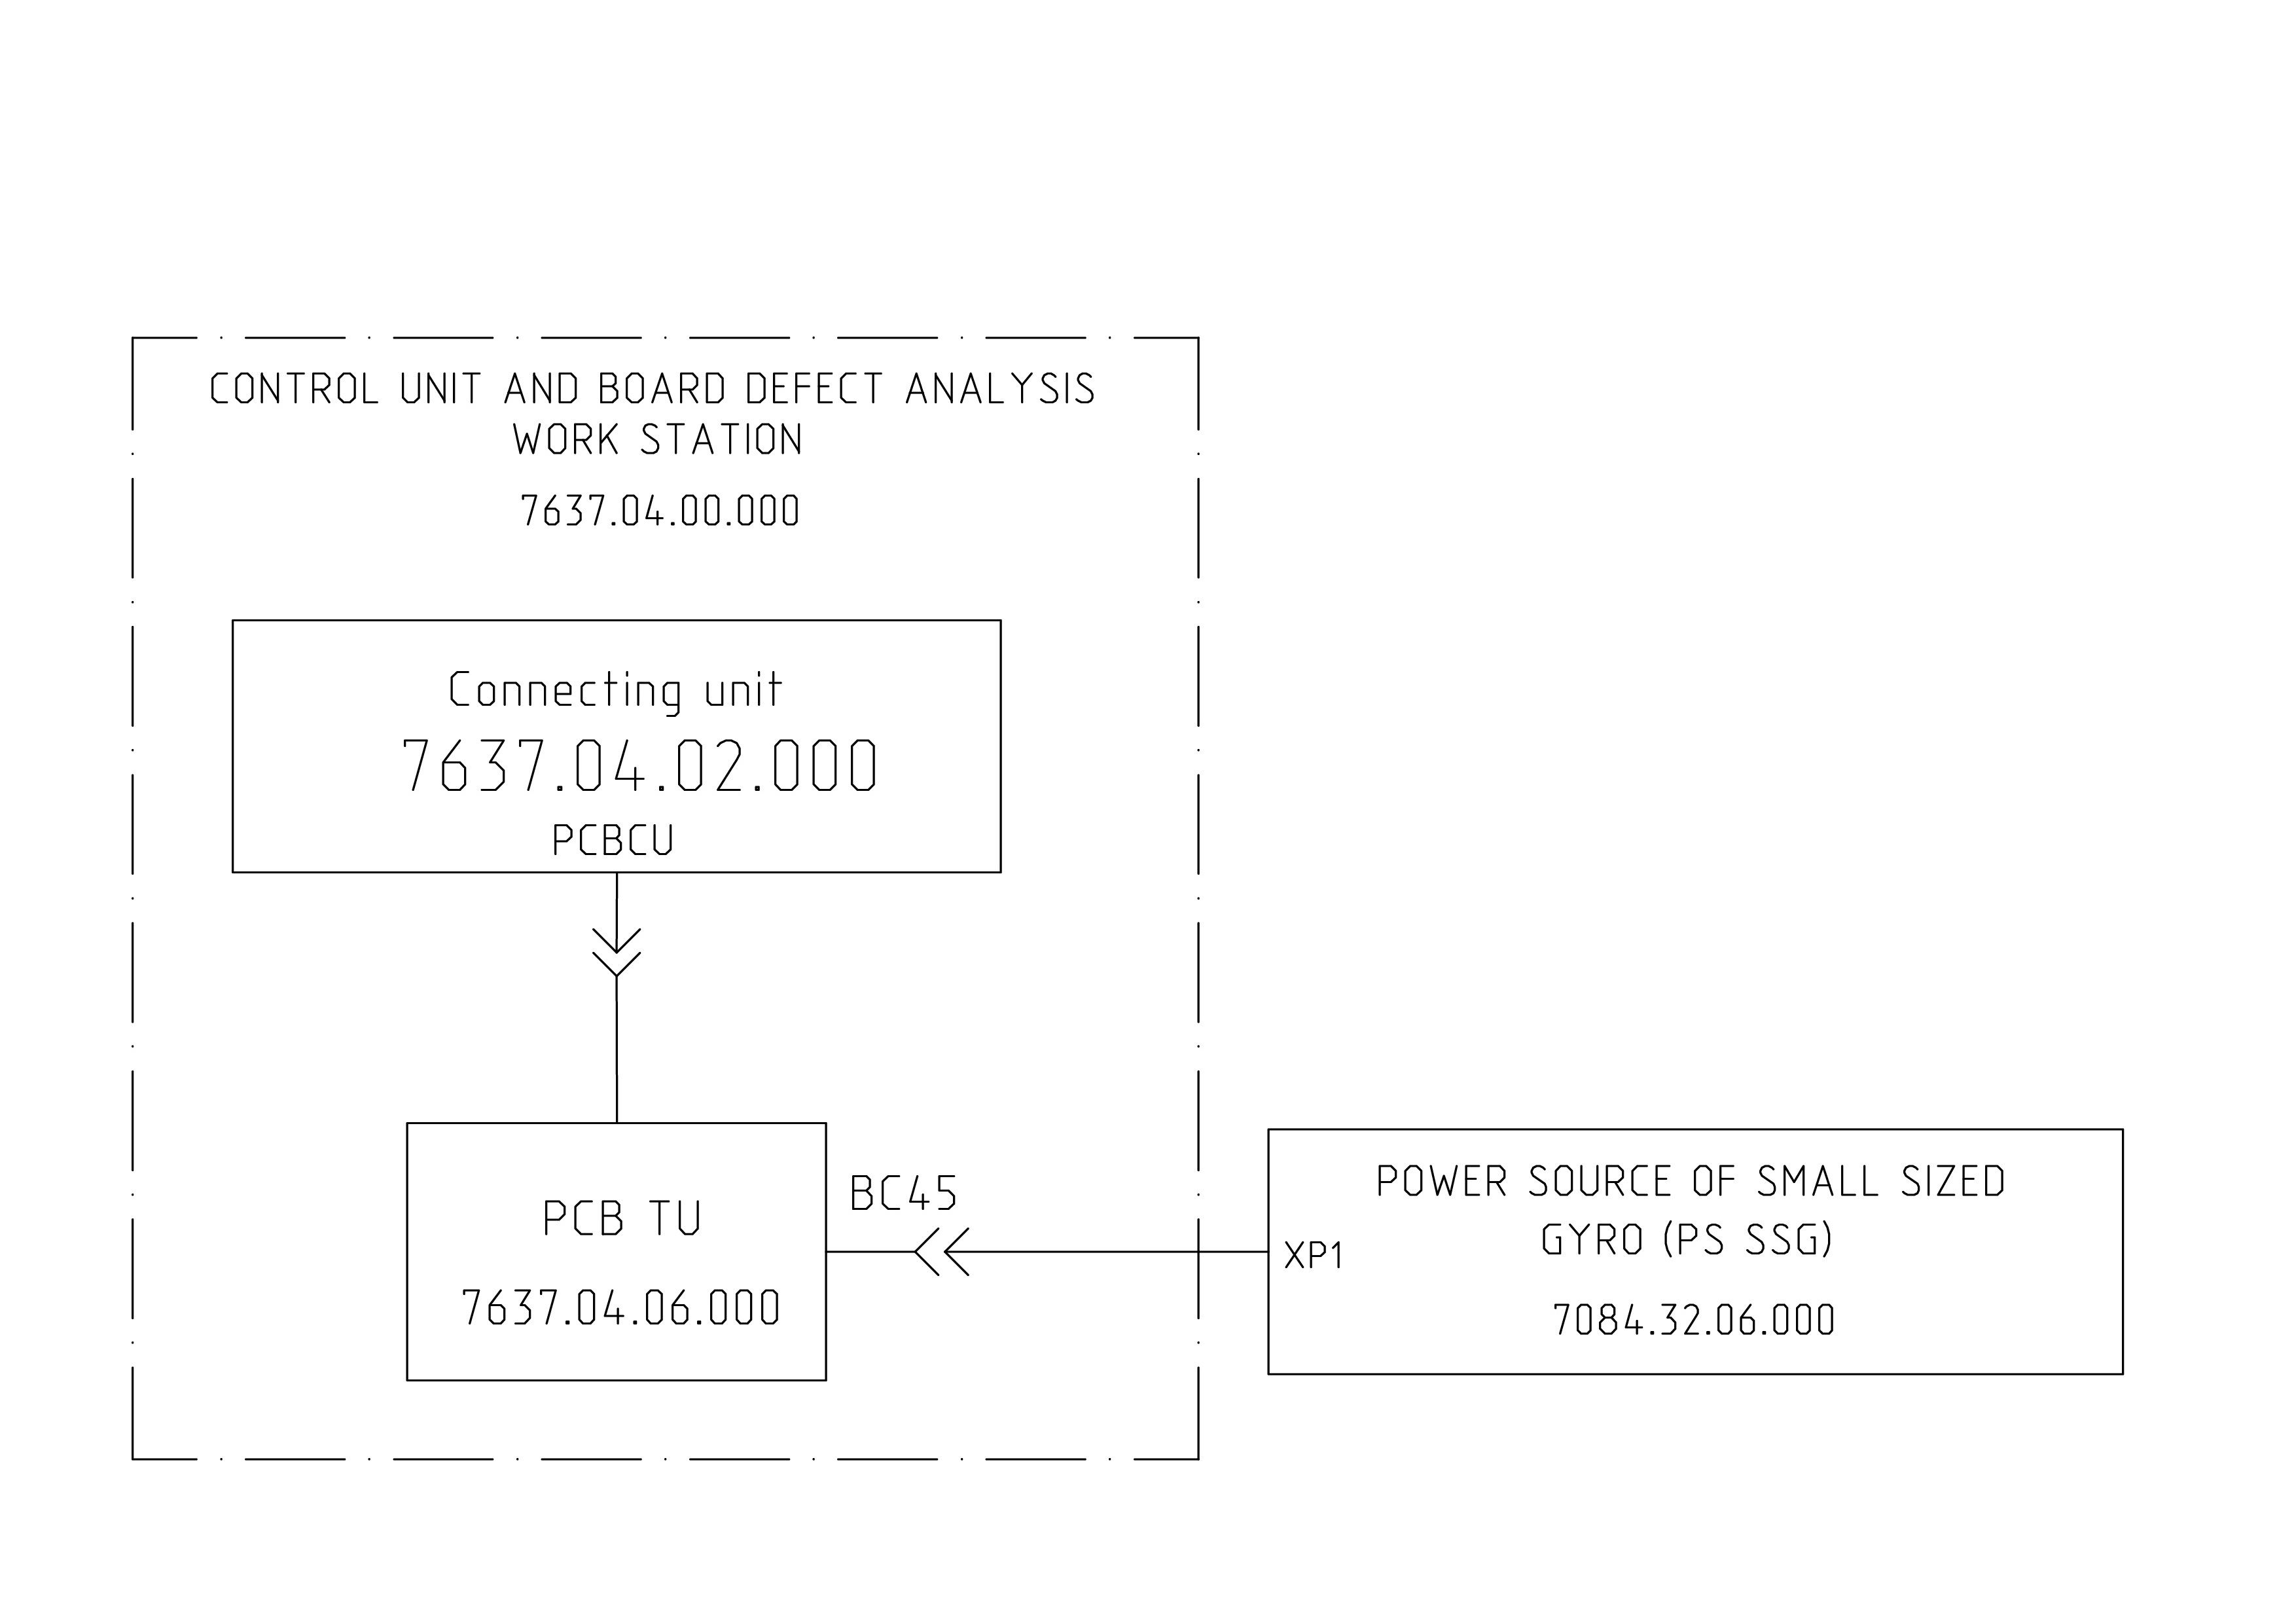 CONTROL UNIT AND BOARD DEFECT ANALYSIS
WORK STATION
7637.04.00.000
Connecting unit
7637.04.02.000
PCBCU
PCB TU
7637.04.06.000
BC45
XP1
POWER SOURCE OF SMALL SIZED
GYRO (PS SSG)
7084.32.06.000